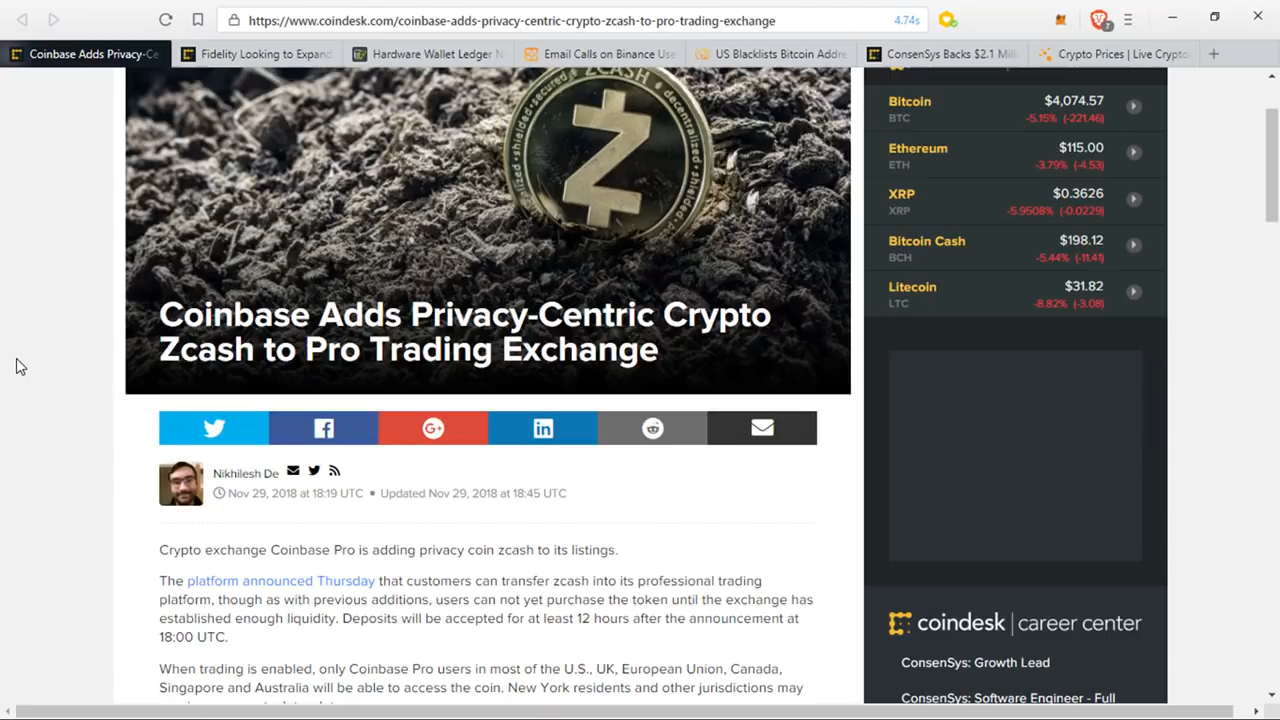 https://www.coindesk.com/coinbase-adds-privacy-centric-crypto-zcash-to-pro-trading-exchange
4.74s
7
Coinbase Adds Privacy-Ce
Fidelity Looking to Expand
Hardware Wallet Ledger N
Email Calls on Binance Use
US Blacklists Bitcoin Addre
ConsenSys Backs $2.1 Mill
Crypto Prices | Live Crypto
ZCASH
secured
decentralized
shielded
Coinbase Adds Privacy-Centric Crypto
Zcash to Pro Trading Exchange
Nikhilesh De
Nov 29, 2018 at 18:19 UTC • Updated Nov 29, 2018 at 18:45 UTC
Crypto exchange Coinbase Pro is adding privacy coin zcash to its listings.
The platform announced Thursday that customers can transfer zcash into its professional trading
platform, though as with previous additions, users can not yet purchase the token until the exchange has
established enough liquidity. Deposits will be accepted for at least 12 hours after the announcement at
18:00 UTC.
When trading is enabled, only Coinbase Pro users in most of the U.S., UK, European Union, Canada,
Singapore and Australia will be able to access the coin. New York residents and other jurisdictions may
Bitcoin $4,074.57
BTC -5.15% (-221.46)
Ethereum $115.00
ETH -3.79% (-4.53)
XRP $0.3626
XRP -5.9508% (-0.0229)
Bitcoin Cash $198.12
BCH -5.44% (-11.41)
Litecoin $31.82
LTC -8.82% (-3.08)
coindesk | career center
ConsenSys: Growth Lead
ConsenSys: Software Engineer - Full